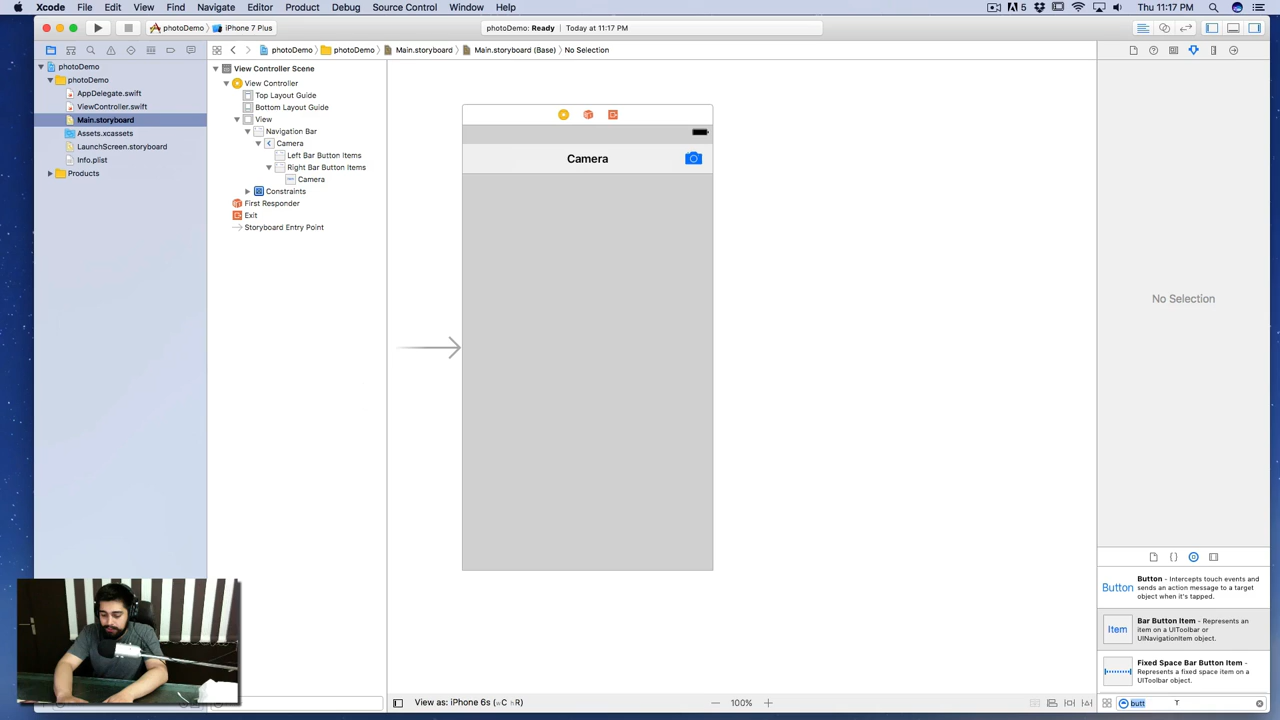 Xcode File Edit View Find Navigate Editor Product Debug Source Control Window Help
5
Thu 11:17 PM
photoDemo iPhone 7 Plus
photoDemo: Ready Today at 11:17 PM
photoDemo photoDemo Main.storyboard Main.storyboard (Base) No Selection
photoDemo
photoDemo
AppDelegate.swift
ViewController.swift
Main.storyboard
Assets.xcassets
LaunchScreen.storyboard
Info.plist
Products
View Controller Scene
View Controller
Top Layout Guide
Bottom Layout Guide
View
Navigation Bar
Camera
Left Bar Button Items
Right Bar Button Items
Camera
Constraints
First Responder
Exit
Storyboard Entry Point
Camera
No Selection
Button
Button - Intercepts touch events and
sends an action message to a target
object when it's tapped.
Item
Bar Button Item - Represents an
item on a UIToolbar or
UINavigationItem object.
Fixed Space Bar Button Item -
Represents a fixed space item on a
UIToolbar object.
View as: iPhone 6s (wC hR)
100%
butt